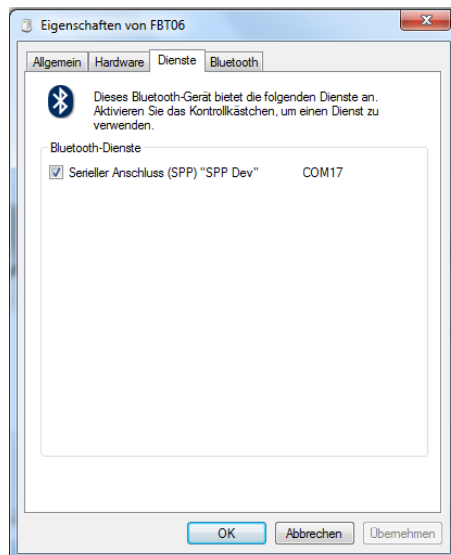 Eigenschaften von FBT06
Allgemein Hardware Dienste Bluetooth
Dieses Bluetooth-Gerät bietet die folgenden Dienste an.
Aktivieren Sie das Kontrollkästchen, um einen Dienst zu
verwenden.
Bluetooth-Dienste
Serieller Anschluss (SPP) "SPP Dev" COM17
OK Abbrechen Übernehmen